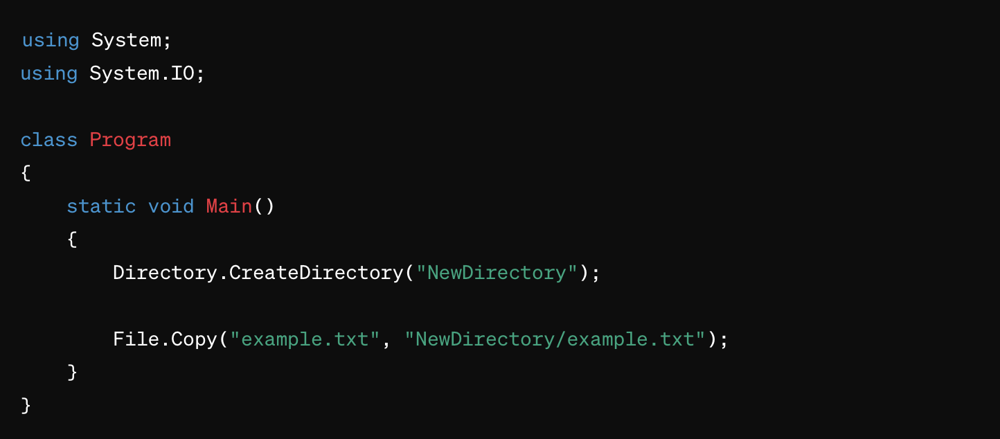 using System;
using System.IO;
class Program
{
    static void Main()
    {
        Directory.CreateDirectory("NewDirectory");
        File.Copy("example.txt", "NewDirectory/example.txt");
    }
}